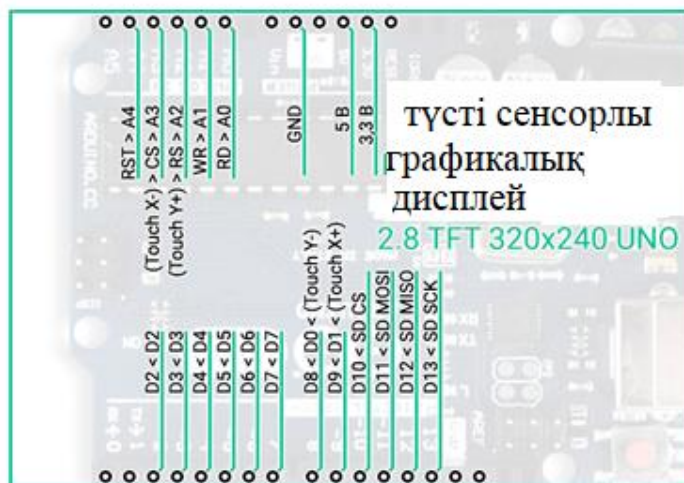 RST > A4
(Touch X-) > CS > A3
(Touch Y+) > RS > A2
WR > A1
RD > A0
GND
5 В
3,3 В
түсті сенсорлы
графикалық
дисплей
2.8 TFT 320x240 UNO
D2 < D2
D3 < D3
D4 < D4
D5 < D5
D6 < D6
D7 < D7
D8 < D0 < (Touch Y-)
D9 < D1 < (Touch X+)
D10 < SD CS
D11 < SD MOSI
D12 < SD MISO
D13 < SD SCK
ARDUINO.CC